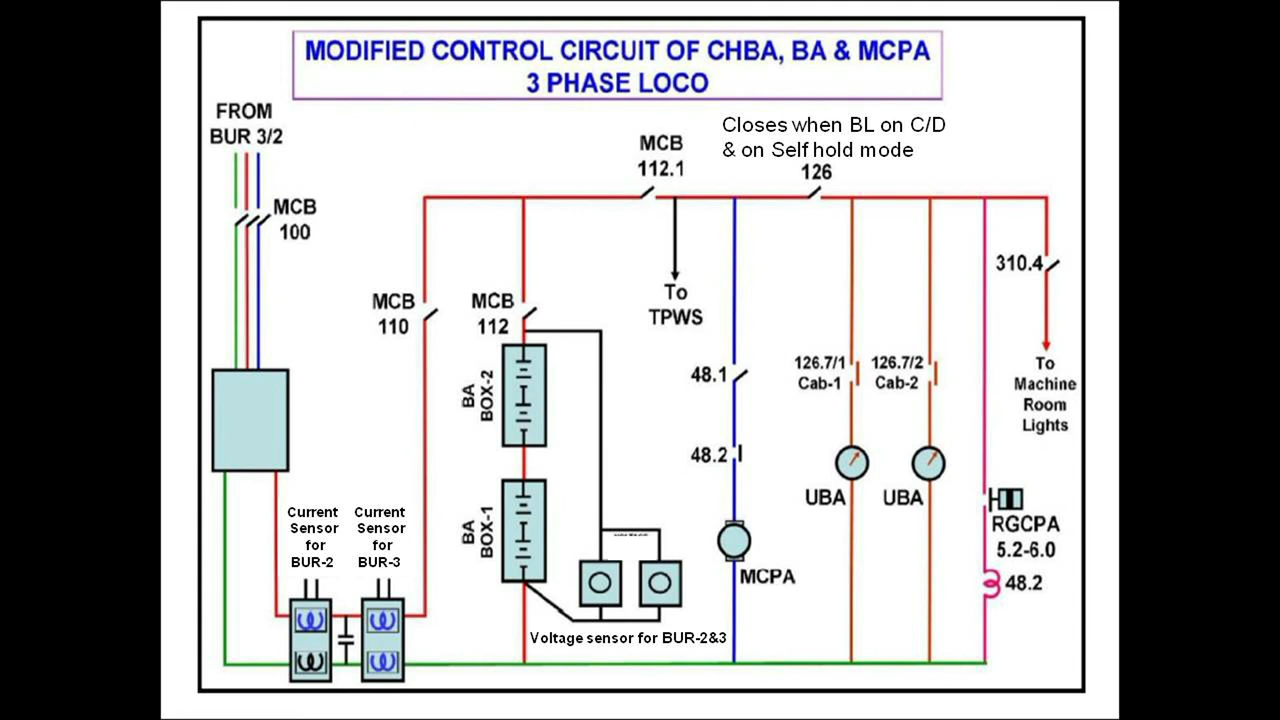 MODIFIED CONTROL CIRCUIT OF CHBA, BA & MCPA
3 PHASE LOCO
FROM
BUR 3/2
MCB
100
MCB
112.1
Closes when BL on C/D
& on Self hold mode
126
310.4
MCB
110
MCB
112
To
TPWS
BA
BOX-2
48.1
126.7/1
Cab-1
126.7/2
Cab-2
To
Machine
Room
Lights
48.2
UBA
UBA
BA
BOX-1
Current
Sensor
for
BUR-2
Current
Sensor
for
BUR-3
RGCPA
5.2-6.0
MCPA
48.2
Voltage sensor for BUR-2&3